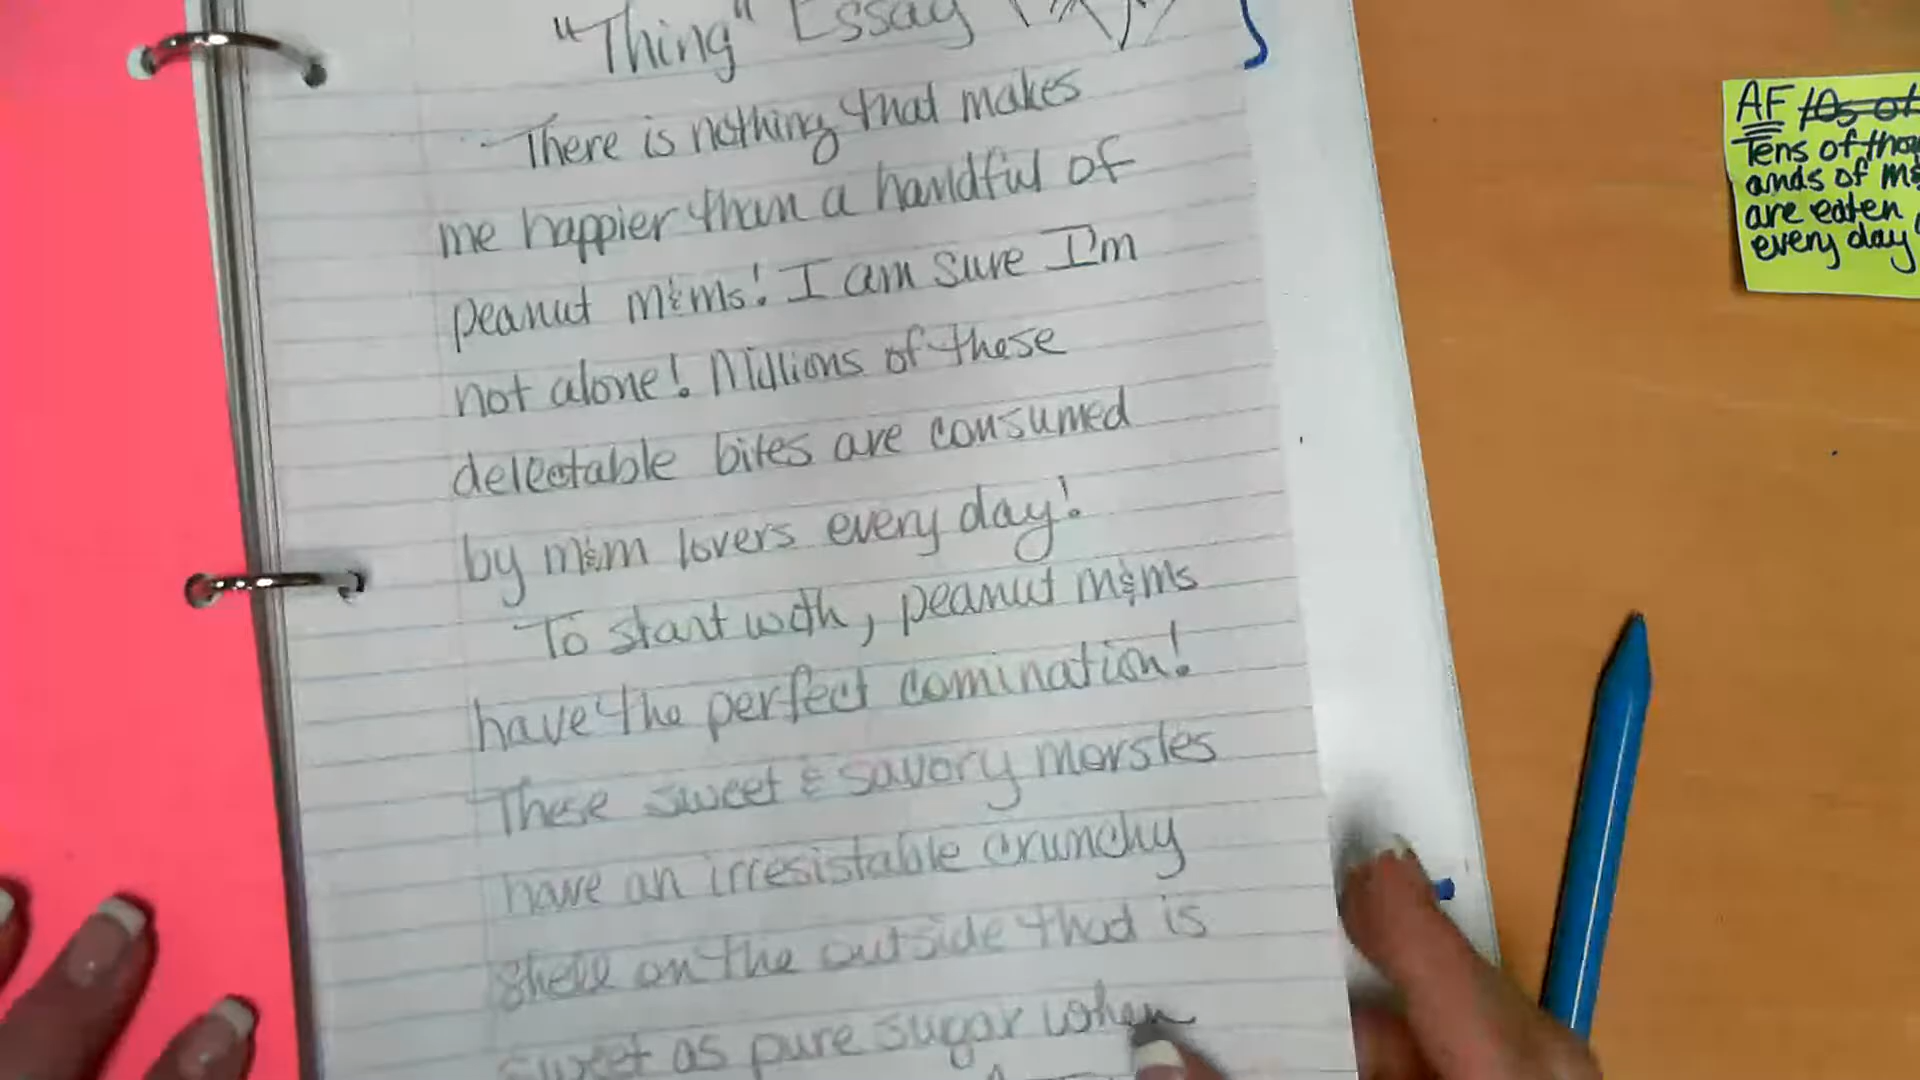 "Thing" Essay
There is nothing that makes
me happier than a handful of
peanut m&ms! I am sure I'm
not alone! Millions of these
delectable bites are consumed
by m&m lovers every day!
To start with, peanut m&ms
have the perfect comination!
These sweet & savory morsles
have an irresistable crunchy
shell on the outside that is
sweet as pure sugar when
AF
Tens of
ands of
are eaten
every day